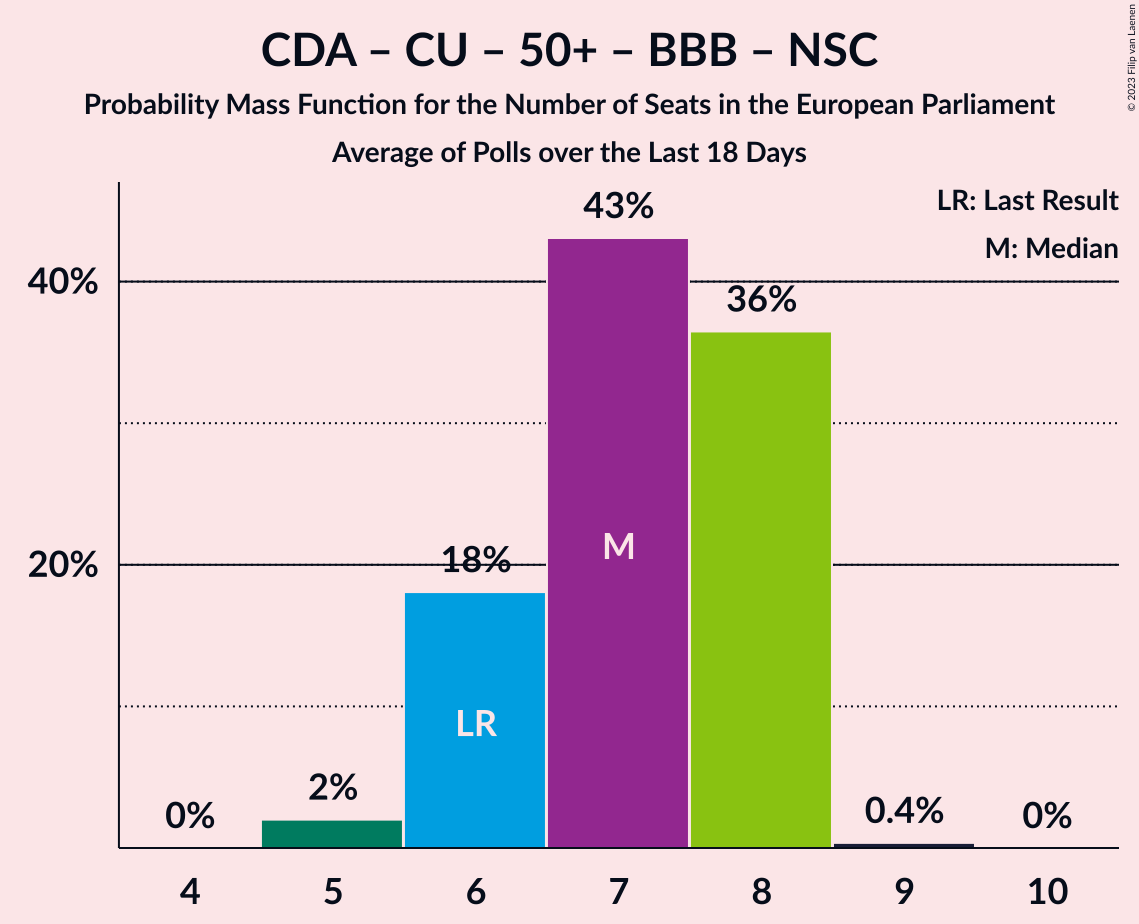 CDA – CU – 50+ – BBB – NSC
Probability Mass Function for the Number of Seats in the European Parliament
Average of Polls over the Last 18 Days
© 2023 Filip van Laenen
LR: Last Result
M: Median
40%
20%
0%
2%
18%
43%
36%
0.4%
0%
LR
M
4
5
6
7
8
9
10